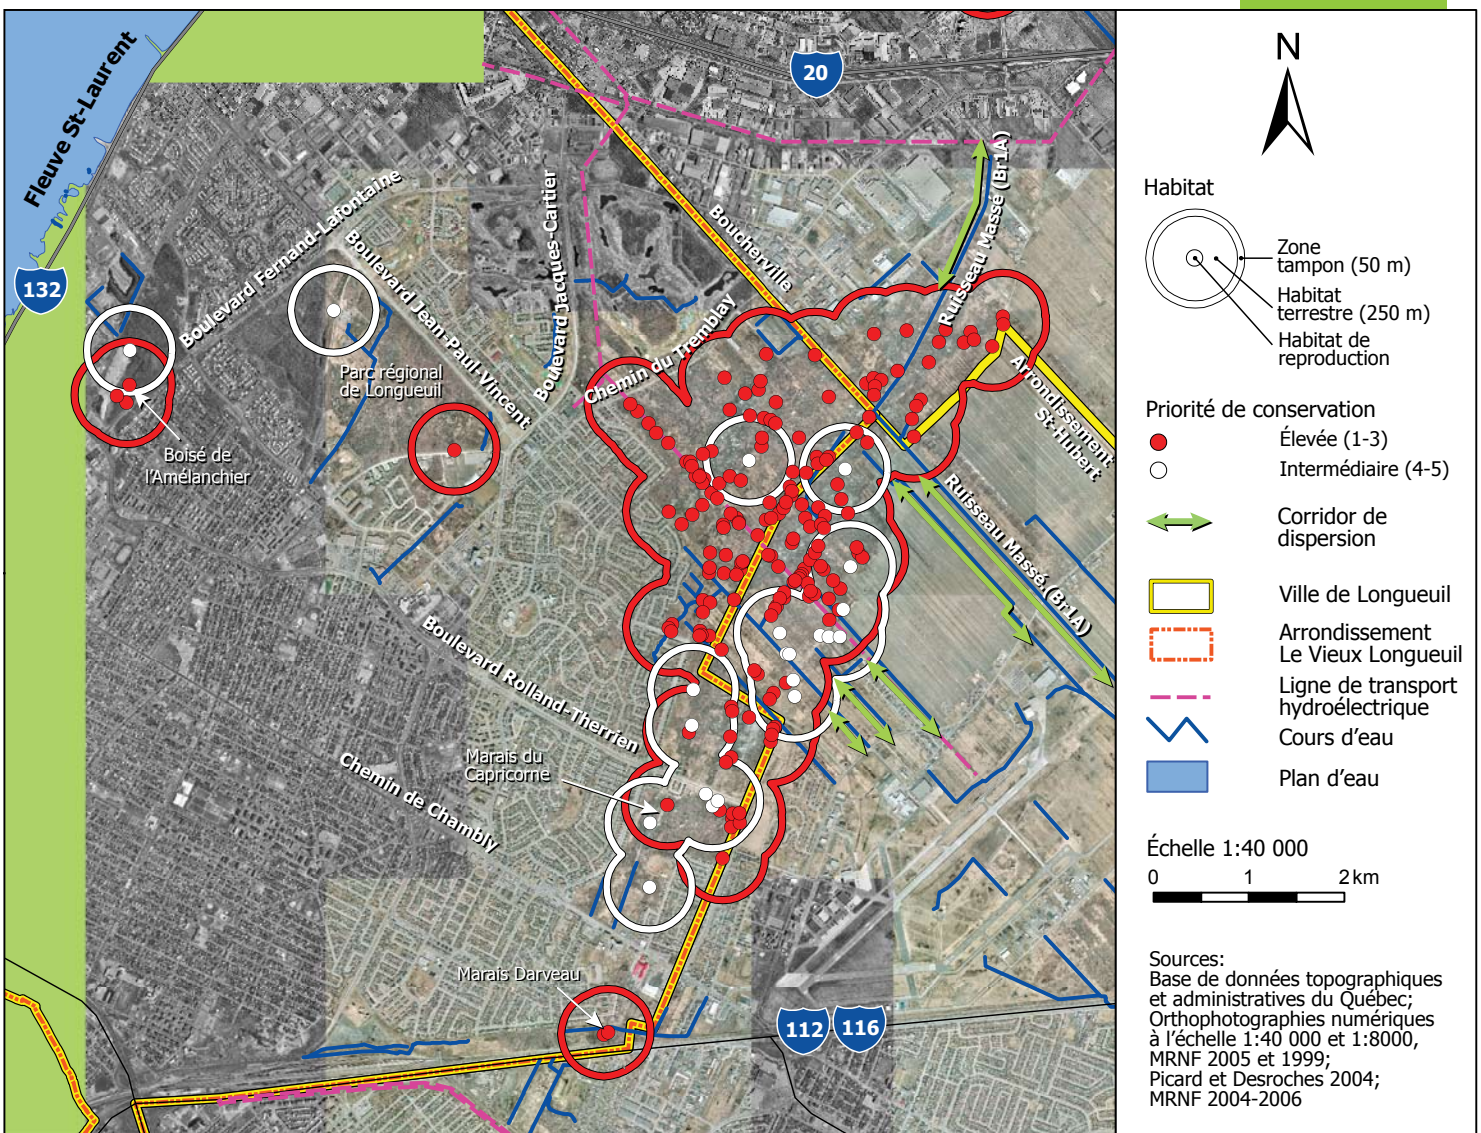 Fleuve St-Laurent
132
20
Boulevard Fernand-Lafontaine
Boulevard Jean-Paul-Vincent
Boulevard Jacques-Cartier
Boucherville
Chemin du Tremblay
Ruisseau Massé (Br1A)
Parc régional
de Longueuil
Boisé de
l'Amélanchier
Arrondissement
St-Hubert
Ruisseau Massé (Br1A)
Boulevard Rolland-Therrien
Chemin de Chambly
Marais du
Capricorne
Marais Darveau
112
116
N
Habitat
Zone
tampon (50 m)
Habitat
terrestre (250 m)
Habitat de
reproduction
Priorité de conservation
Élevée (1-3)
Intermédiaire (4-5)
Corridor de
dispersion
Ville de Longueuil
Arrondissement
Le Vieux Longueuil
Ligne de transport
hydroélectrique
Cours d'eau
Plan d'eau
Échelle 1:40 000
0 1 2 km
Sources:
Base de données topographiques
et administratives du Québec;
Orthophotographies numériques
à l'échelle 1:40 000 et 1:8000,
MRNF 2005 et 1999;
Picard et Desroches 2004;
MRNF 2004-2006